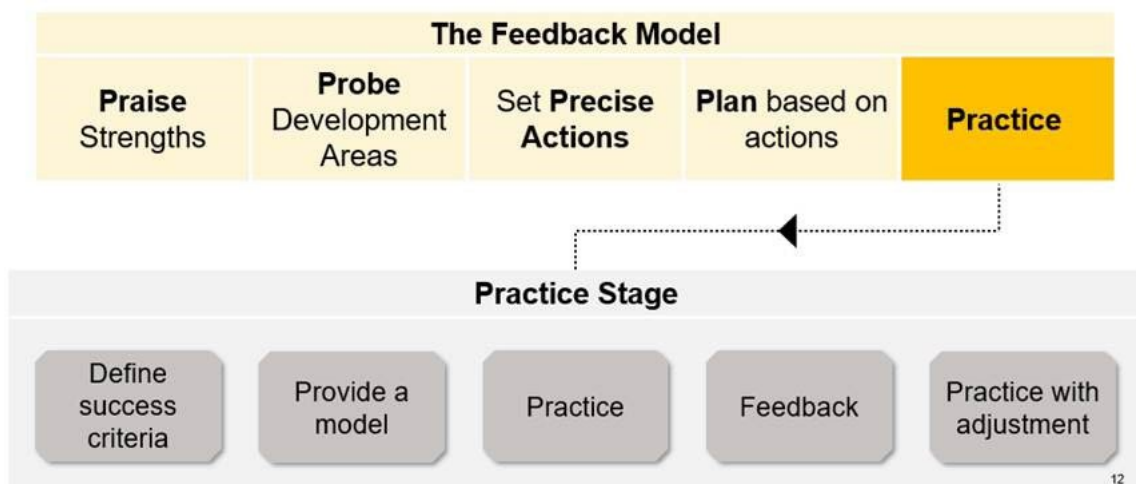 The Feedback Model
Praise
Strengths
Probe
Development
Areas
Set Precise
Actions
Plan based on
actions
Practice
Practice Stage
Define
success
criteria
Provide a
model
Practice
Feedback
Practice with
adjustment
12